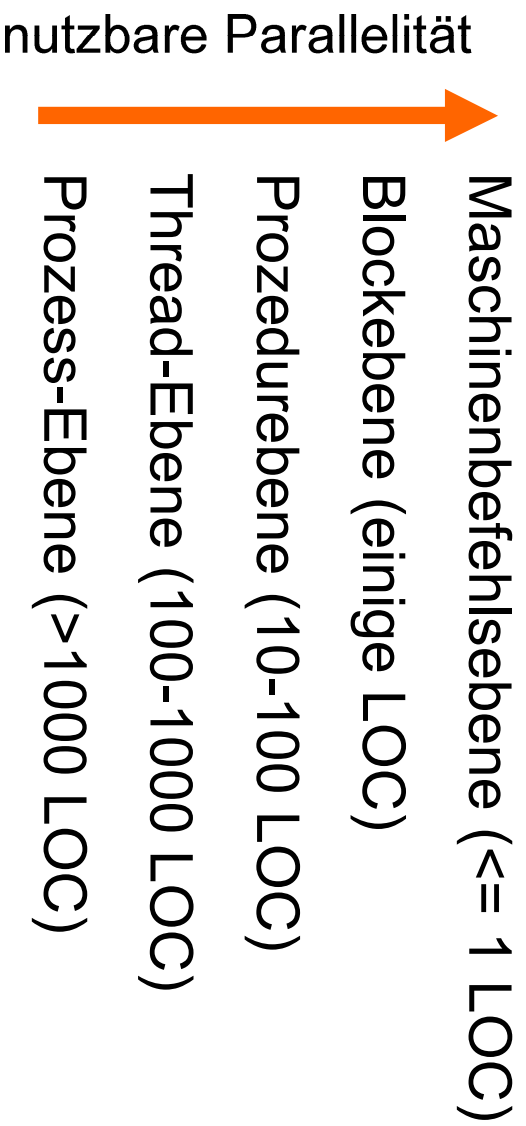 nutzbare Parallelität
Prozess-Ebene (>1000 LOC)
Thread-Ebene (100-1000 LOC)
Prozedurebene (10-100 LOC)
Blockebene (einige LOC)
Maschinenbefehlsebene (<= 1 LOC)